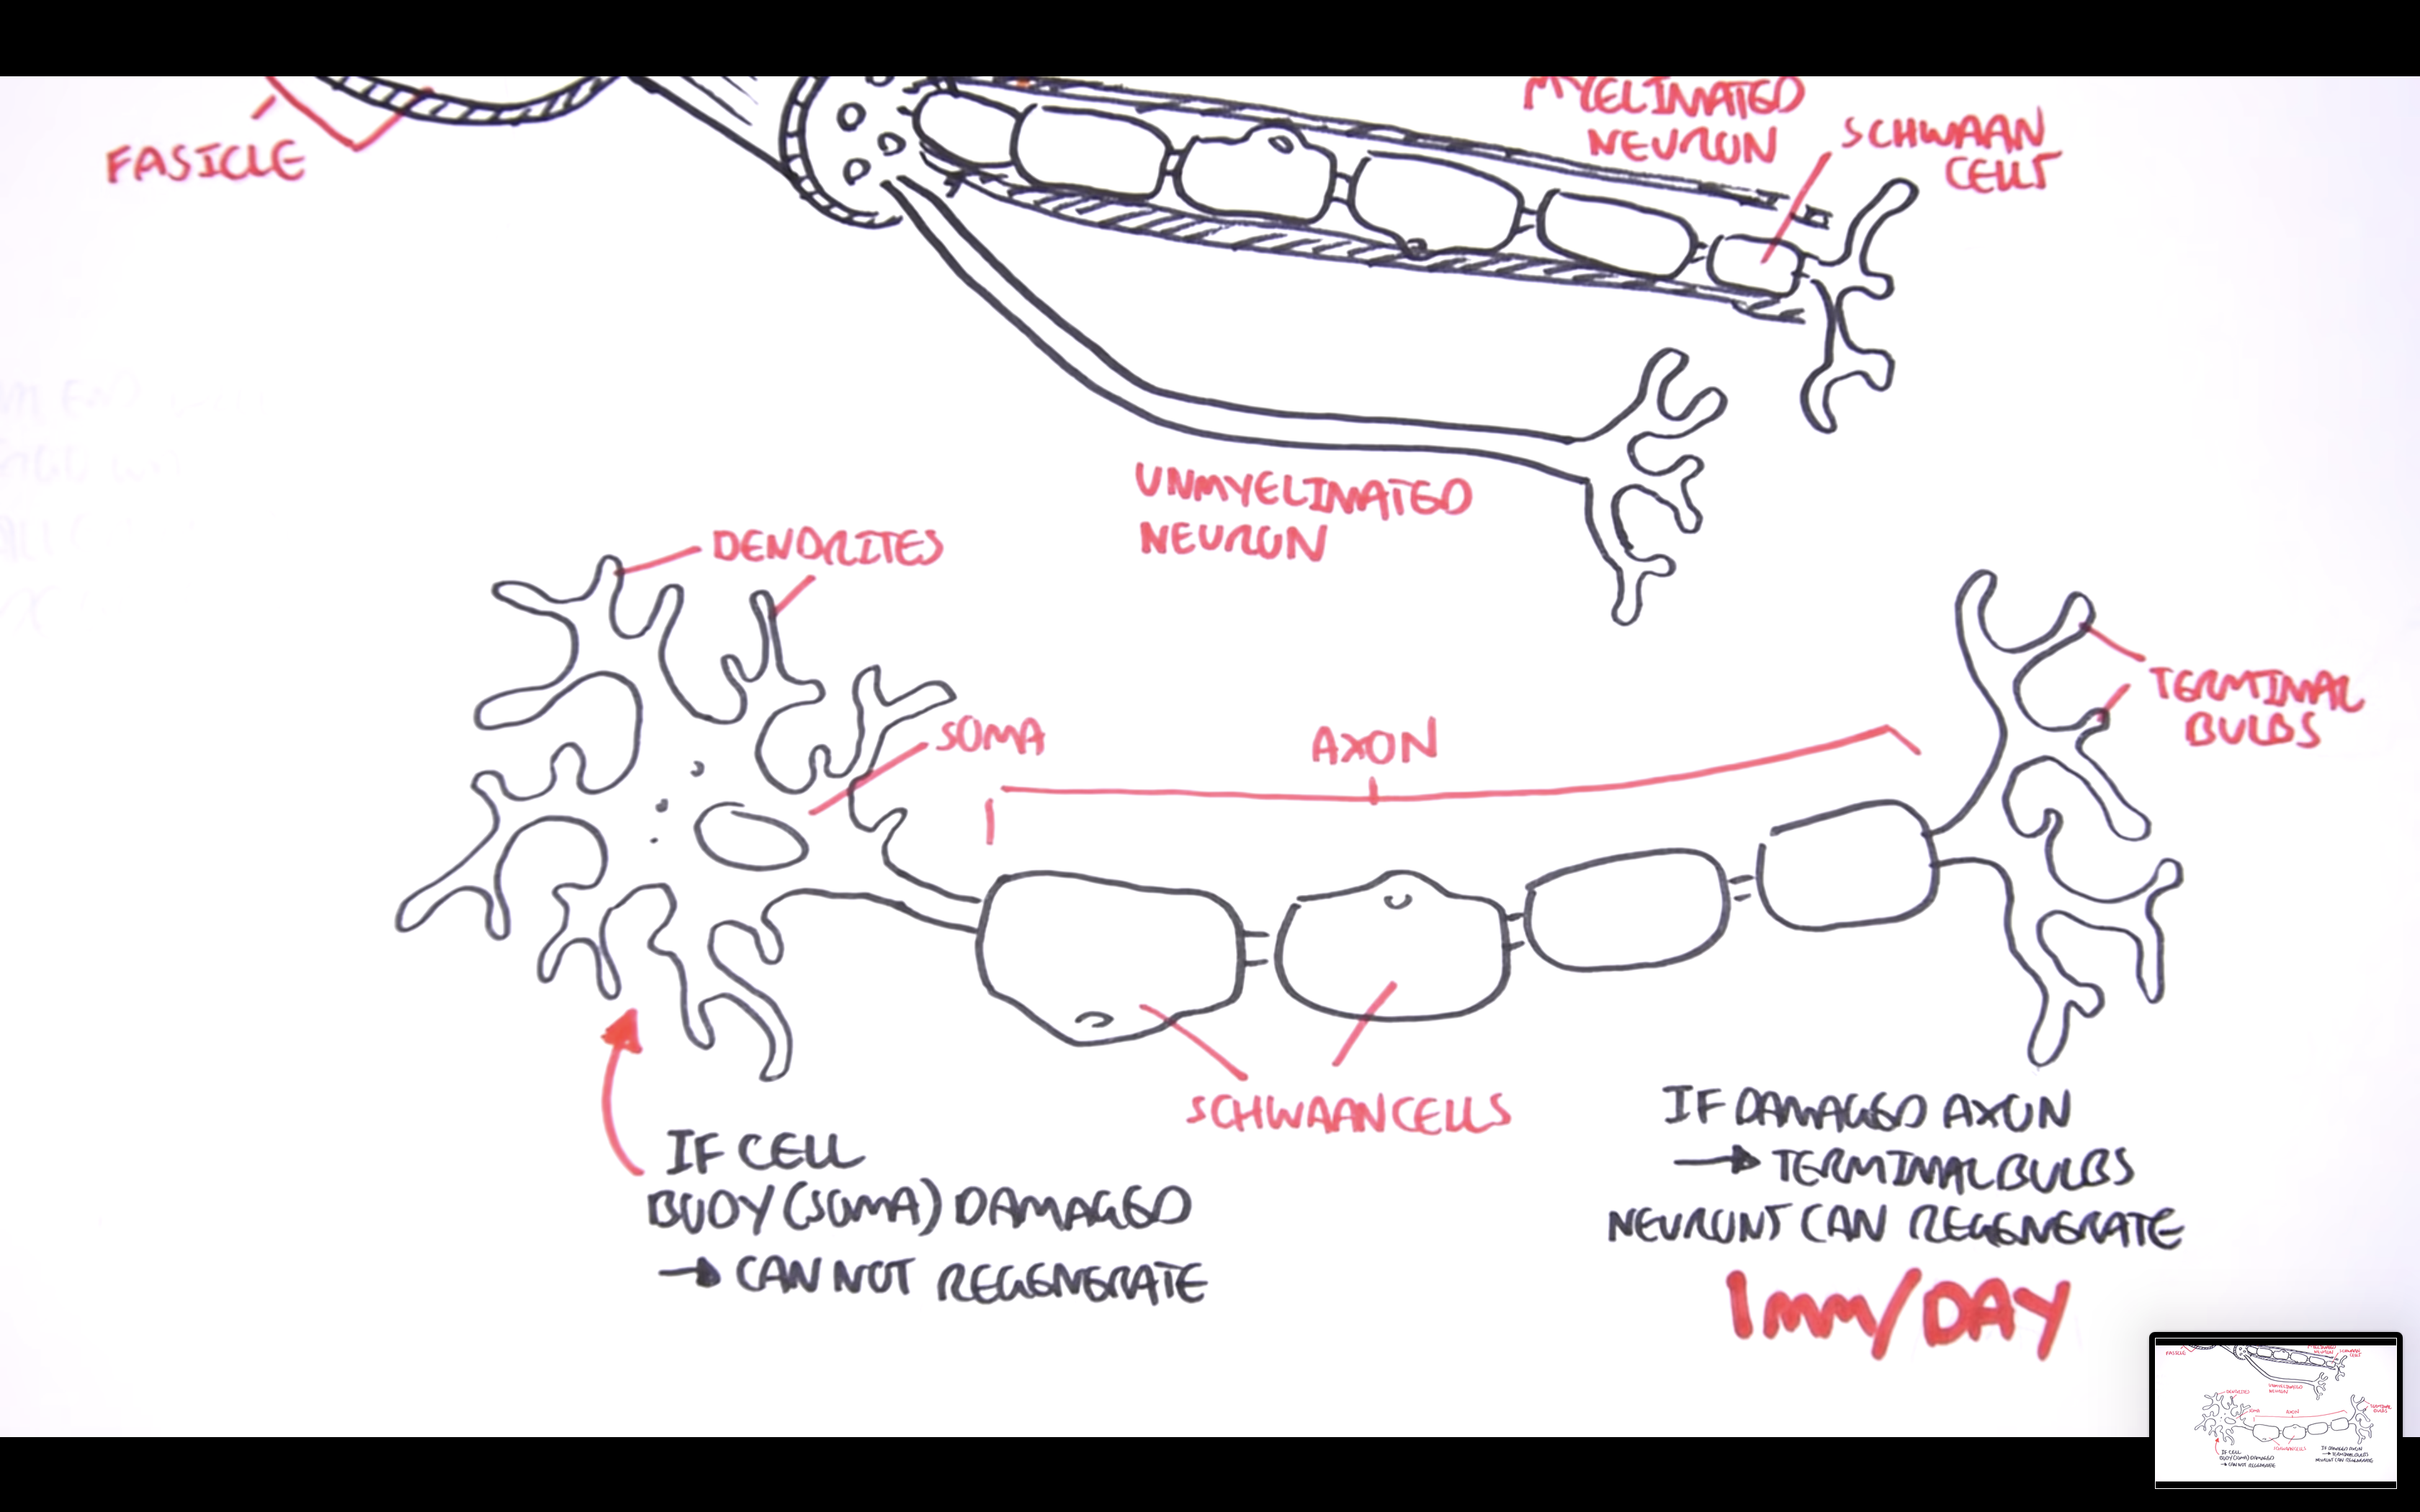 MYELINATED
NEURON
SCHWAAN
CELLS
FASICLE
UNMYELINATED
NEURON
DENDRITES
SOMA
AXON
TERMINAL
BULBS
SCHWAAN CELLS
IF CELL
BODY (SOMA) DAMAGED
→ CAN NOT REGENERATE
IF DAMAGED AXON
→ TERMINAL BULBS
NEURONS CAN REGENERATE
1mm/DAY